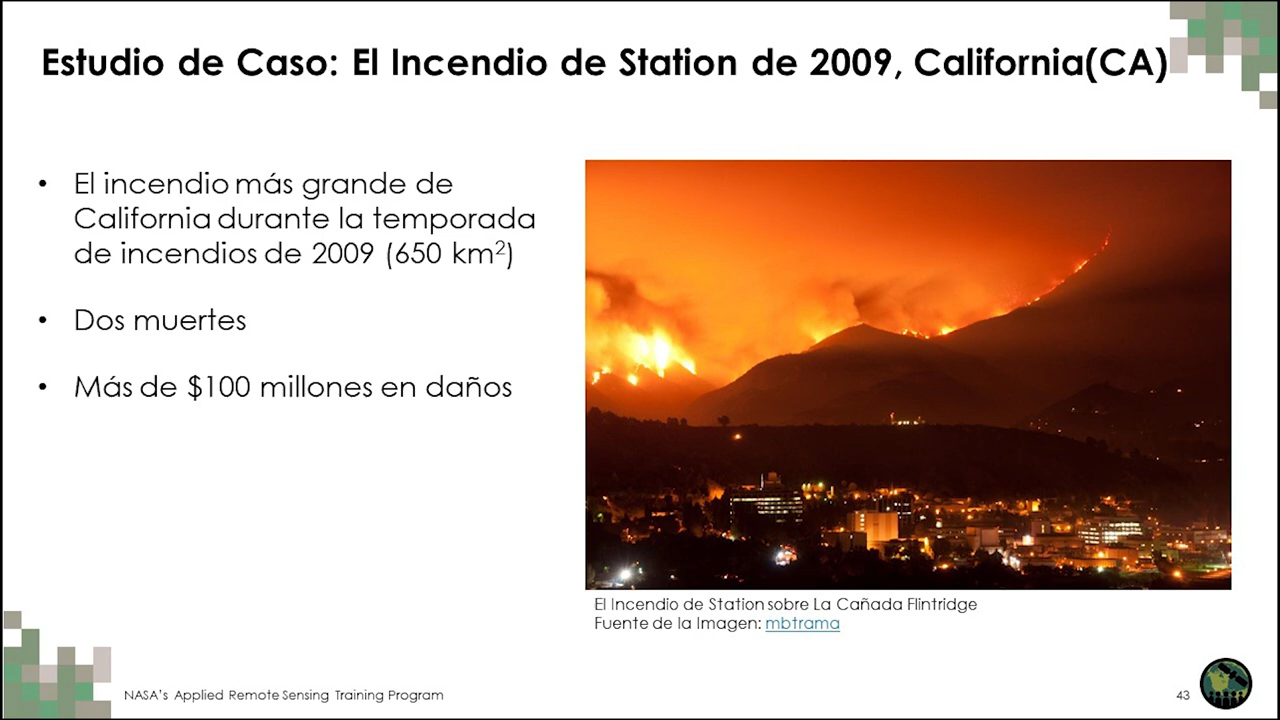 Estudio de Caso: El Incendio de Station de 2009, California(CA)
• El incendio más grande de
California durante la temporada
de incendios de 2009 (650 km²)
• Dos muertes
• Más de $100 millones en daños
El Incendio de Station sobre La Cañada Flintridge
Fuente de la Imagen: mbtrama
NASA's Applied Remote Sensing Training Program
43